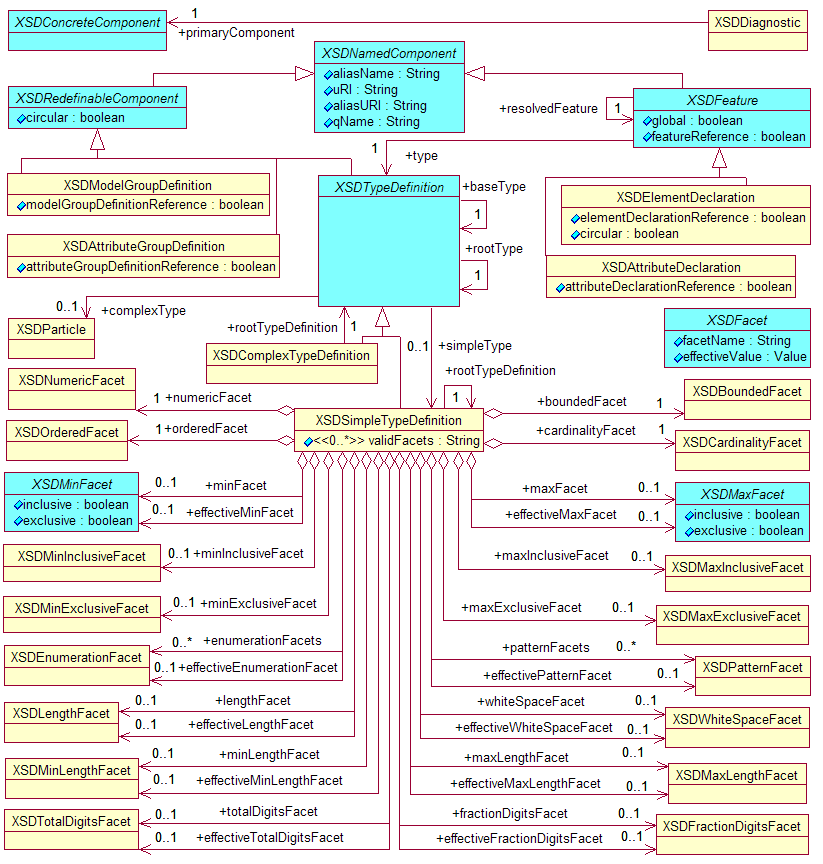 XSDConcreteComponent
1
+primaryComponent
XSDDiagnostic
XSDNamedComponent
aliasName : String
uRI : String
aliasURI : String
qName : String
XSDRedefinableComponent
circular : boolean
+resolvedFeature
1
XSDFeature
global : boolean
featureReference : boolean
1
+type
XSDModelGroupDefinition
modelGroupDefinitionReference : boolean
XSDTypeDefinition
+baseType
1
+rootType
1
XSDElementDeclaration
elementDeclarationReference : boolean
circular : boolean
XSDAttributeGroupDefinition
attributeGroupDefinitionReference : boolean
XSDAttributeDeclaration
attributeDeclarationReference : boolean
0..1
+complexType
XSDParticle
+rootTypeDefinition
1
XSDComplexTypeDefinition
0..1
+simpleType
+rootTypeDefinition
1
XSDFacet
facetName : String
effectiveValue : Value
XSDNumericFacet
1
+numericFacet
XSDOrderedFacet
1
+orderedFacet
XSDSimpleTypeDefinition
<<0..*>> validFacets : String
+boundedFacet
1
XSDBoundedFacet
+cardinalityFacet
1
XSDCardinalityFacet
XSDMinFacet
inclusive : boolean
exclusive : boolean
0..1
+minFacet
0..1
+effectiveMinFacet
+maxFacet
0..1
+effectiveMaxFacet
0..1
XSDMaxFacet
inclusive : boolean
exclusive : boolean
XSDMinInclusiveFacet
0..1
+minInclusiveFacet
+maxInclusiveFacet
0..1
XSDMaxInclusiveFacet
XSDMinExclusiveFacet
0..1
+minExclusiveFacet
+maxExclusiveFacet
0..1
XSDMaxExclusiveFacet
XSDEnumerationFacet
0..*
+enumerationFacets
0..1
+effectiveEnumerationFacet
+patternFacets
0..*
+effectivePatternFacet
0..1
XSDPatternFacet
XSDLengthFacet
0..1
+lengthFacet
0..1
+effectiveLengthFacet
+whiteSpaceFacet
0..1
+effectiveWhiteSpaceFacet
0..1
XSDWhiteSpaceFacet
XSDMinLengthFacet
0..1
+minLengthFacet
0..1
+effectiveMinLengthFacet
+maxLengthFacet
0..1
+effectiveMaxLengthFacet
0..1
XSDMaxLengthFacet
XSDTotalDigitsFacet
0..1
+totalDigitsFacet
0..1
+effectiveTotalDigitsFacet
+fractionDigitsFacet
0..1
+effectiveFractionDigitsFacet
0..1
XSDFractionDigitsFacet